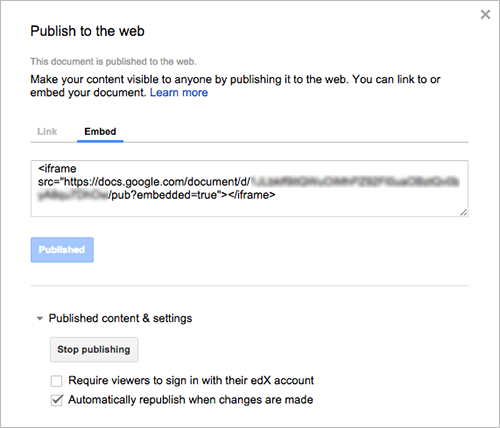 Publish to the web
This document is published to the web.
Make your content visible to anyone by publishing it to the web. You can link to or
embed your document. Learn more
Link Embed
<iframe
src="https://docs.google.com/document/d/
/pub?embedded=true"></iframe>
Published
Published content & settings
Stop publishing
Require viewers to sign in with their edX account
Automatically republish when changes are made